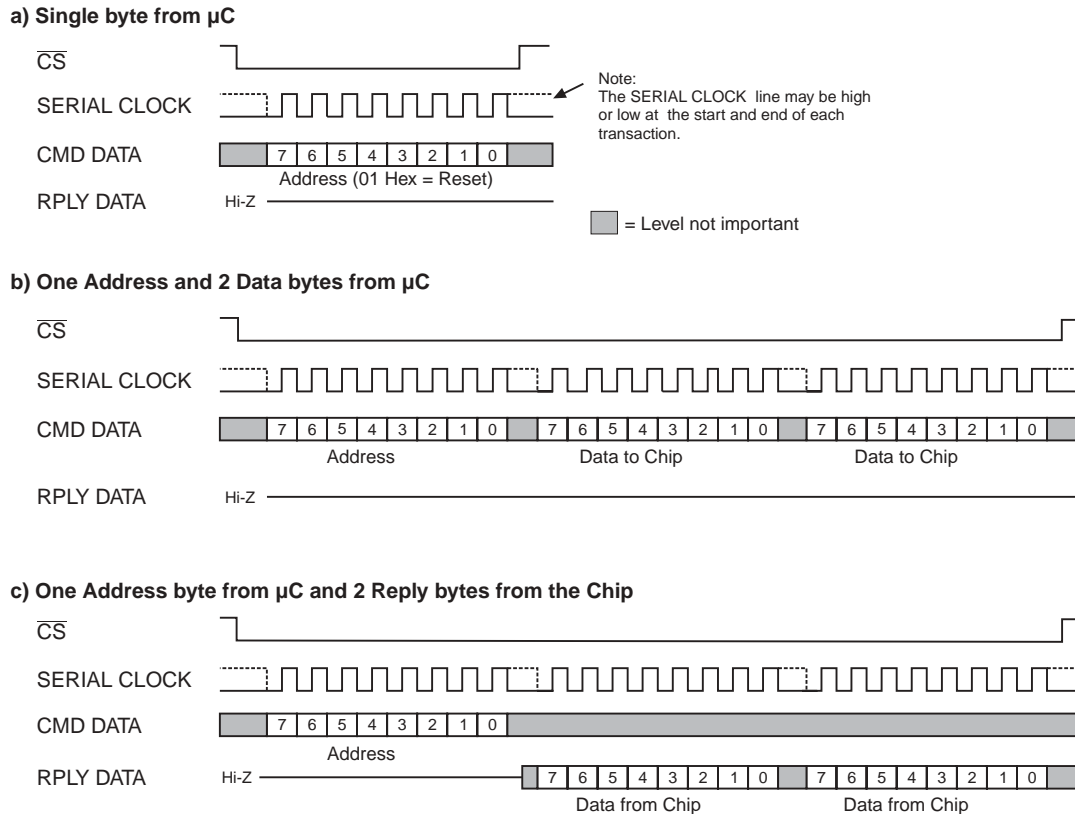 a) Single byte from µC
CS
SERIAL CLOCK
Note:
The SERIAL CLOCK line may be high
or low at the start and end of each
transaction.
CMD DATA
7 6 5 4 3 2 1 0
Address (01 Hex = Reset)
RPLY DATA Hi-Z
= Level not important
b) One Address and 2 Data bytes from µC
CS
SERIAL CLOCK
CMD DATA
7 6 5 4 3 2 1 0 7 6 5 4 3 2 1 0 7 6 5 4 3 2 1 0
Address Data to Chip Data to Chip
RPLY DATA Hi-Z
c) One Address byte from µC and 2 Reply bytes from the Chip
CS
SERIAL CLOCK
CMD DATA
7 6 5 4 3 2 1 0
Address
RPLY DATA Hi-Z 7 6 5 4 3 2 1 0 7 6 5 4 3 2 1 0
Data from Chip Data from Chip